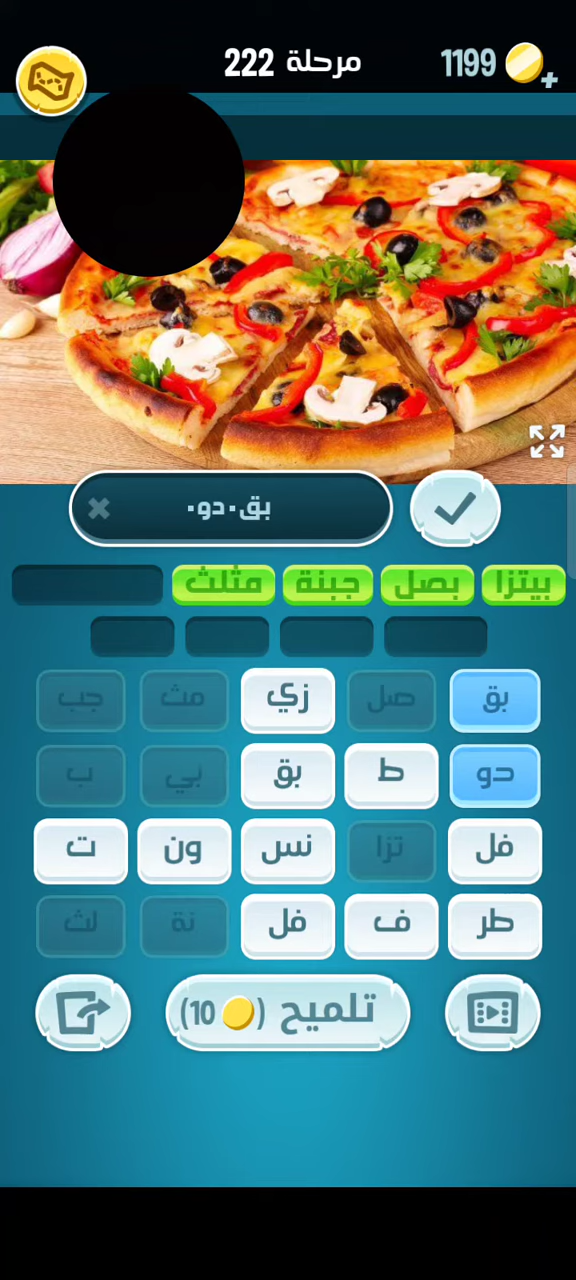 مرحلة 222
1199
بق·دو·
بيتزا بصل جبنة مثلث
بق صل زي مث جب
دو ط بق بي ب
فل تزا نس ون ت
طر ف فل نة لث
تلميح (10)